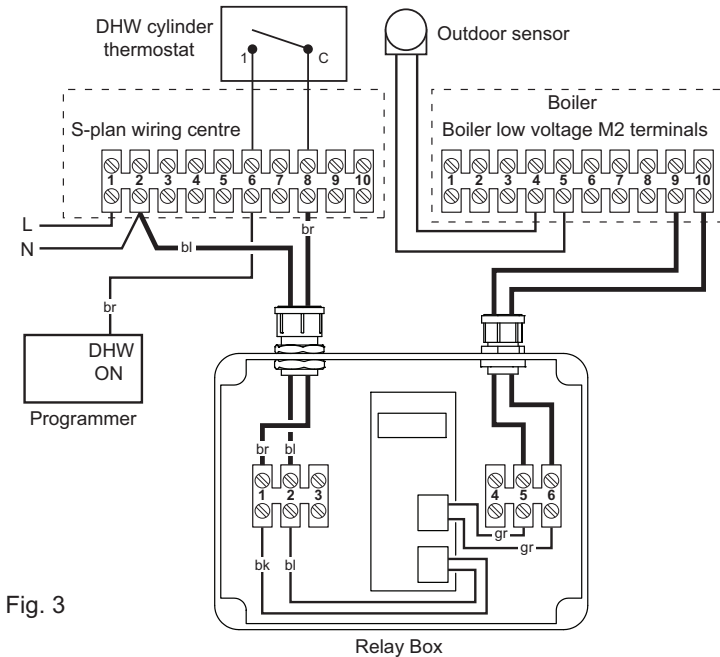 DHW cylinder
thermostat
1
C
Outdoor sensor
S-plan wiring centre
1 2 3 4 5 6 7 8 9 10
Boiler
Boiler low voltage M2 terminals
1 2 3 4 5 6 7 8 9 10
L
N
bl
br
br
DHW
ON
Programmer
br bl
1 2 3
4 5 6
gr
gr
bk bl
Fig. 3
Relay Box